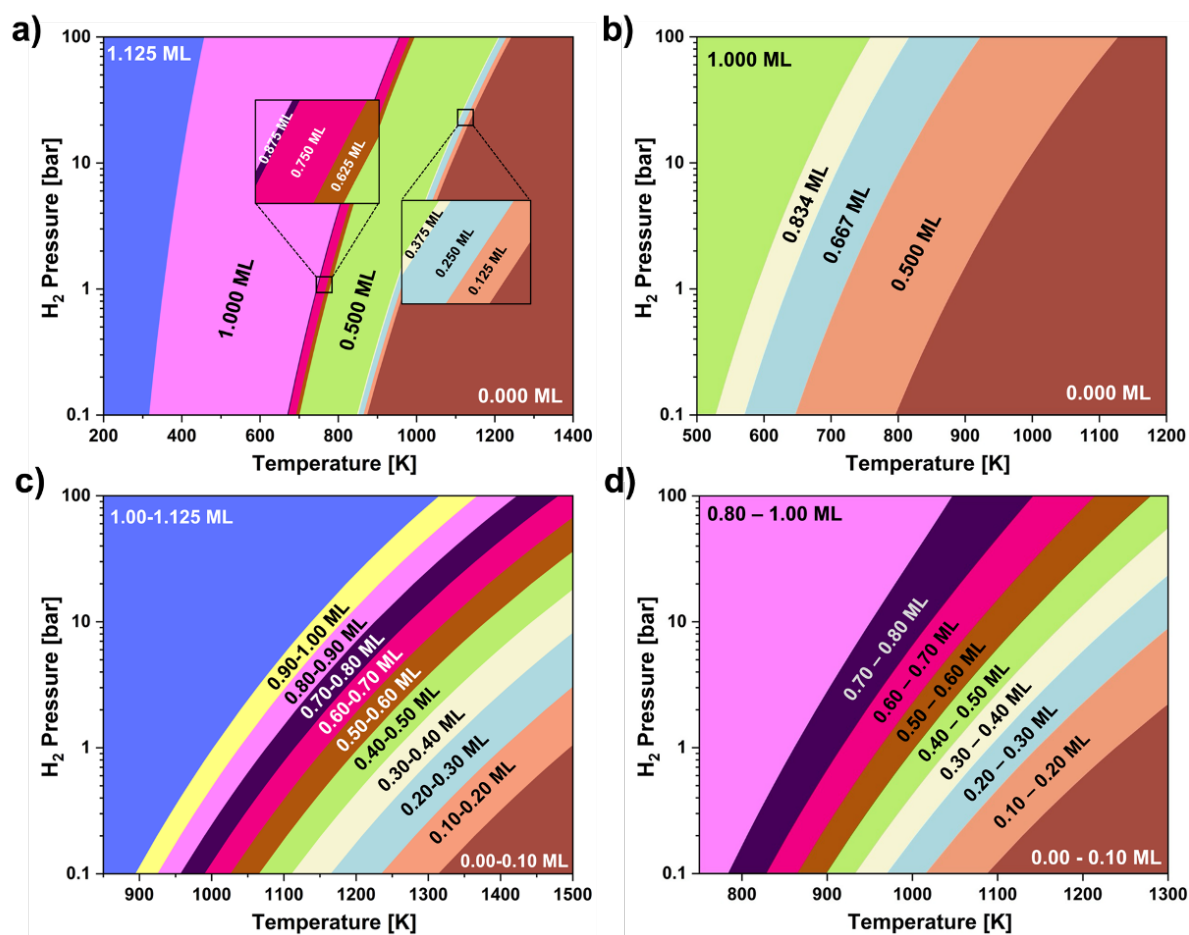 a)
1.125 ML
100
10
1
0.1
H2 Pressure [bar]
0.875 ML
0.750 ML
0.625 ML
0.375 ML
0.250 ML
0.125 ML
1.000 ML
0.500 ML
0.000 ML
200 400 600 800 1000 1200 1400
Temperature [K]
b)
1.000 ML
100
10
1
0.1
H2 Pressure [bar]
0.834 ML
0.667 ML
0.500 ML
0.000 ML
500 600 700 800 900 1000 1100 1200
Temperature [K]
c)
1.00-1.125 ML
100
10
1
0.1
H2 Pressure [bar]
0.90-1.00 ML
0.80-0.90 ML
0.70-0.80 ML
0.60-0.70 ML
0.50-0.60 ML
0.40-0.50 ML
0.30-0.40 ML
0.20-0.30 ML
0.10-0.20 ML
0.00-0.10 ML
900 1000 1100 1200 1300 1400 1500
Temperature [K]
d)
0.80 – 1.00 ML
100
10
1
0.1
H2 Pressure [bar]
0.70 – 0.80 ML
0.60 – 0.70 ML
0.50 – 0.60 ML
0.40 – 0.50 ML
0.30 – 0.40 ML
0.20 – 0.30 ML
0.10 – 0.20 ML
0.00 - 0.10 ML
800 900 1000 1100 1200 1300
Temperature [K]